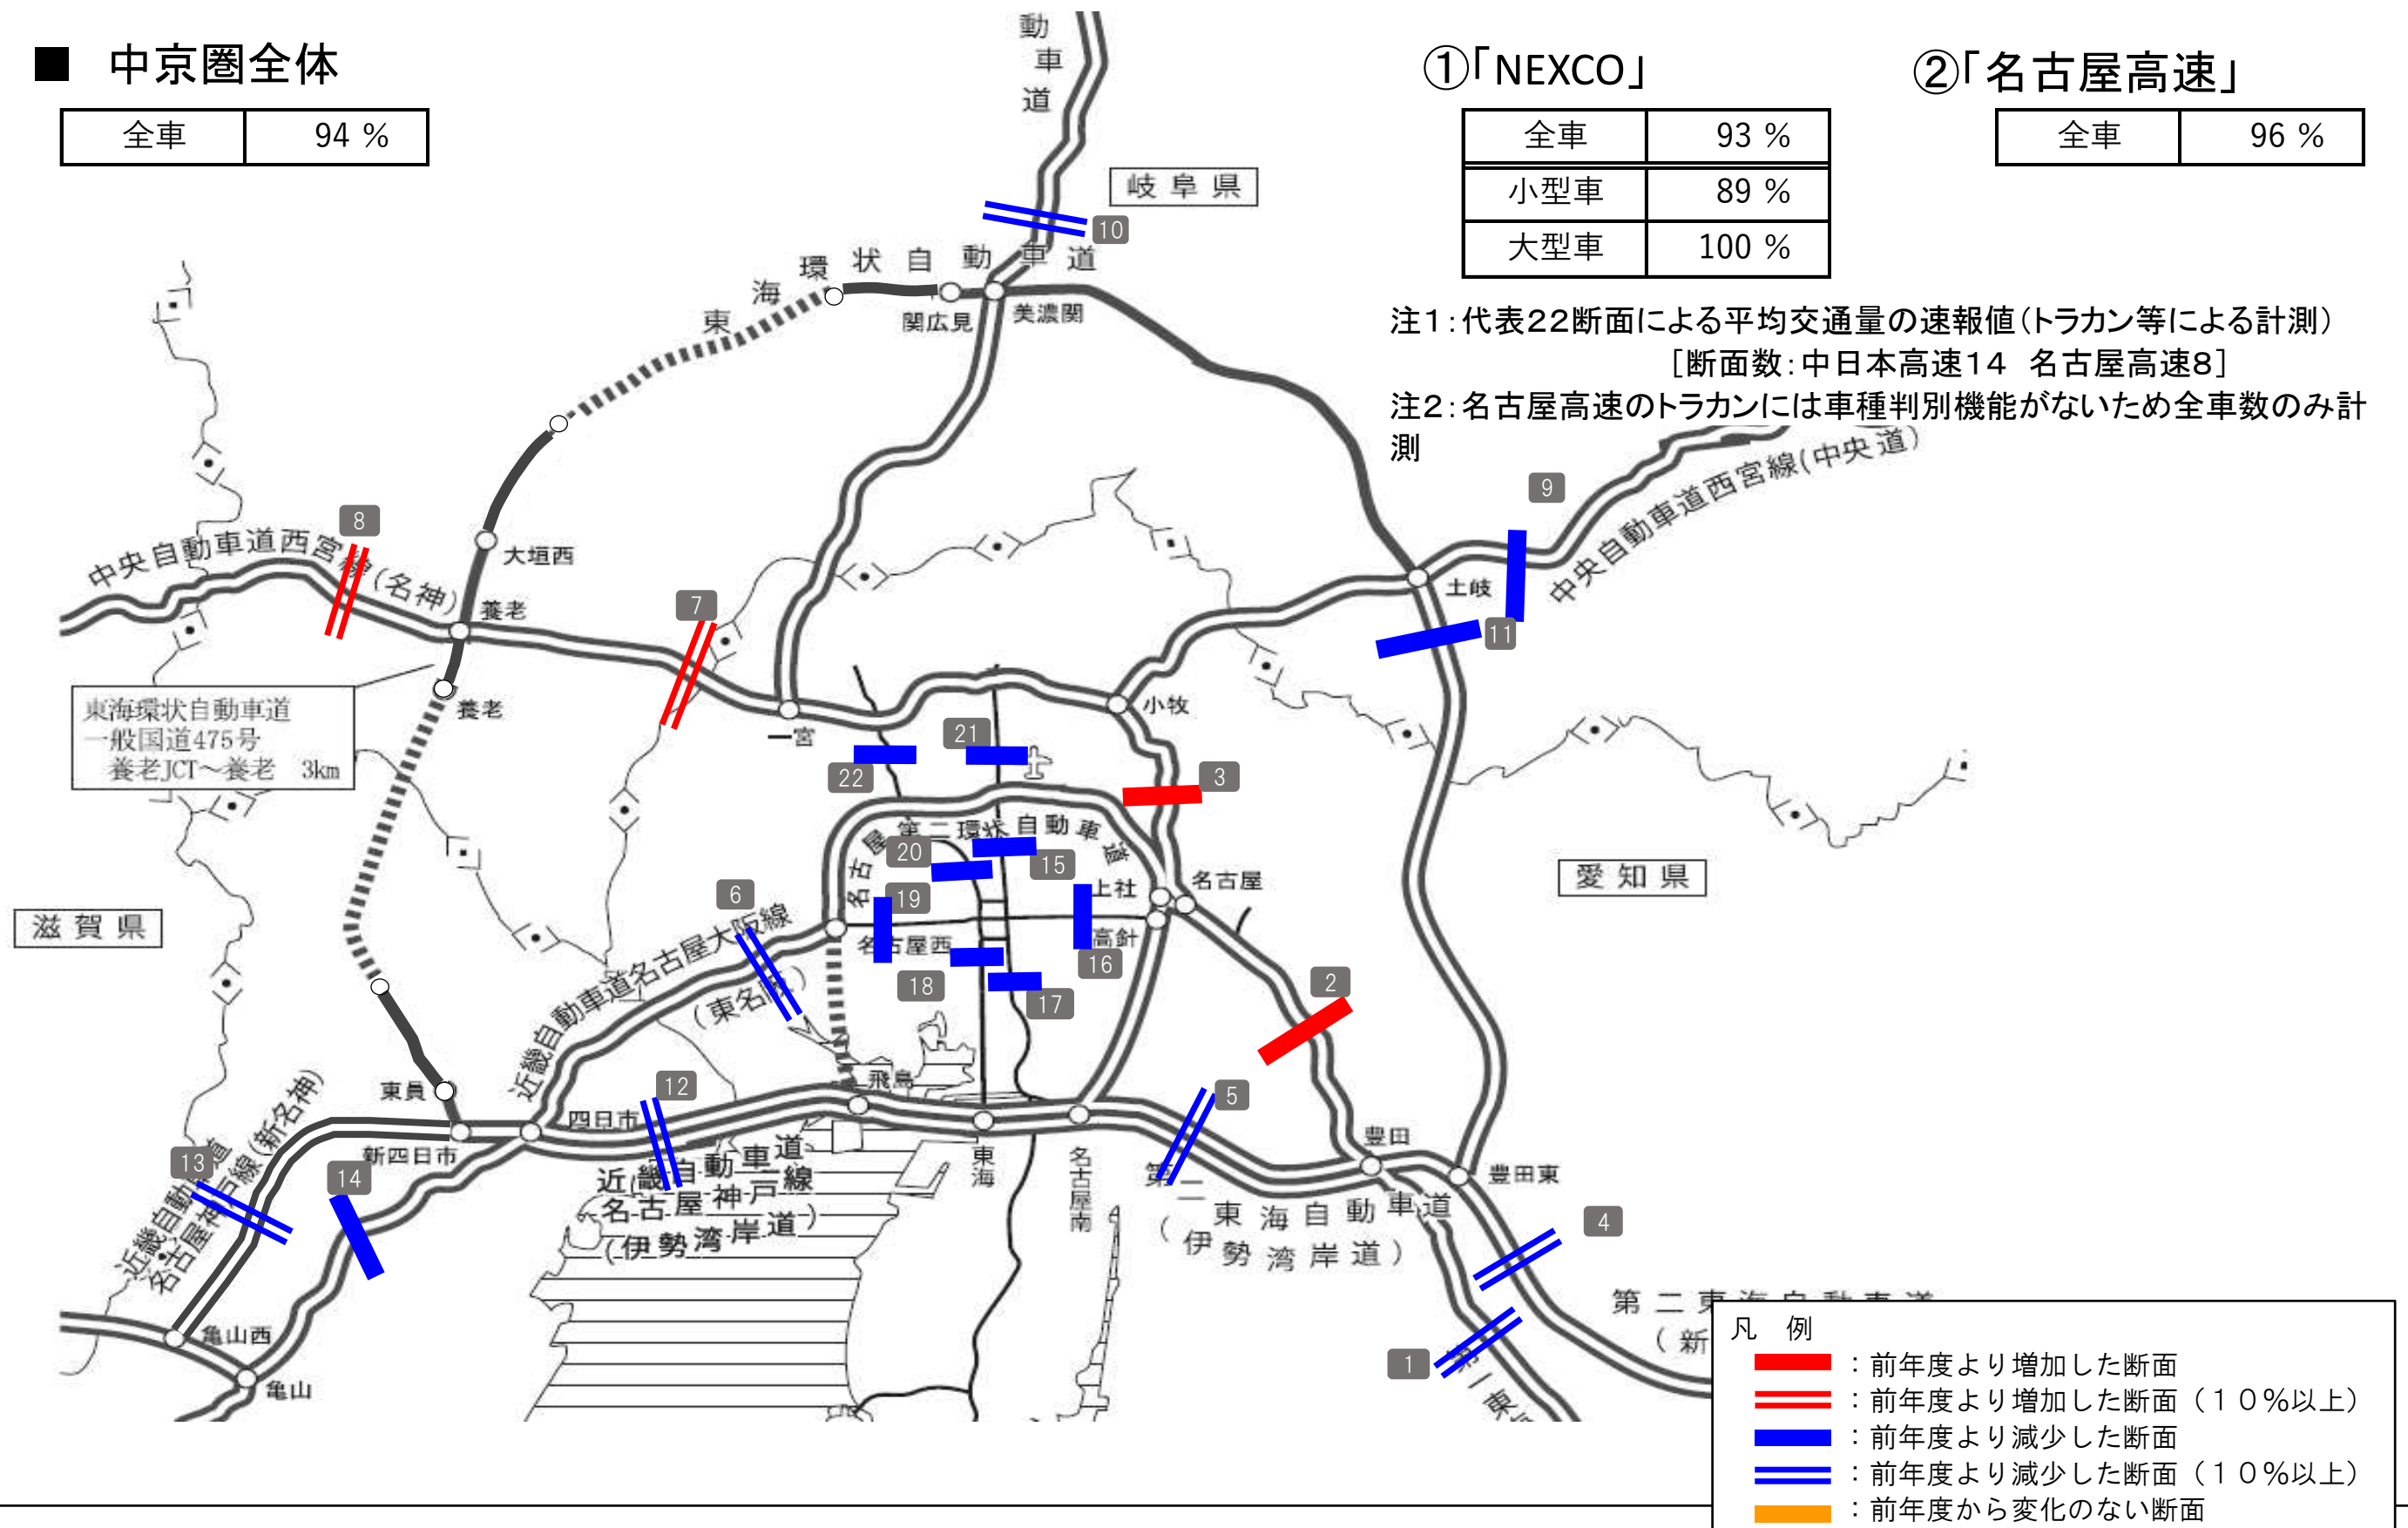 ■ 中京圏全体
全車 94 %
①「NEXCO」
全車 93 %
小型車 89 %
大型車 100 %
②「名古屋高速」
全車 96 %
注1:代表22断面による平均交通量の速報値(トラカン等による計測)
[断面数:中日本高速14 名古屋高速8]
注2:名古屋高速のトラカンには車種判別機能がないため全車数のみ計
測
動車道
岐阜県
10
東海環状自動車道
関広見
美濃関
9
中央自動車道西宮線(中央道)
8
中央自動車道西宮線(名神)
大垣西
養老
7
土岐
11
東海環状自動車道
一般国道475号
養老JCT～養老 3km
養老
一宮
小牧
22
21
3
名古屋第二環状自動車道
20
15
19
上社
名古屋
愛知県
滋賀県
6
名古屋西
高針
16
近畿自動車道名古屋大阪線
(東名阪)
18
17
2
東員
12
飛島
5
四日市
新四日市
13
14
近畿自動車道
名古屋神戸線(新名神)
近畿自動車道
名古屋神戸線
(伊勢湾岸道)
東海
名古屋南
豊田
豊田東
第二東海自動車道
(伊勢湾岸道)
4
亀山西
亀山
1
第一東
第二東海自動車道
(新
凡 例
:前年度より増加した断面
:前年度より増加した断面(10%以上)
:前年度より減少した断面
:前年度より減少した断面(10%以上)
:前年度から変化のない断面